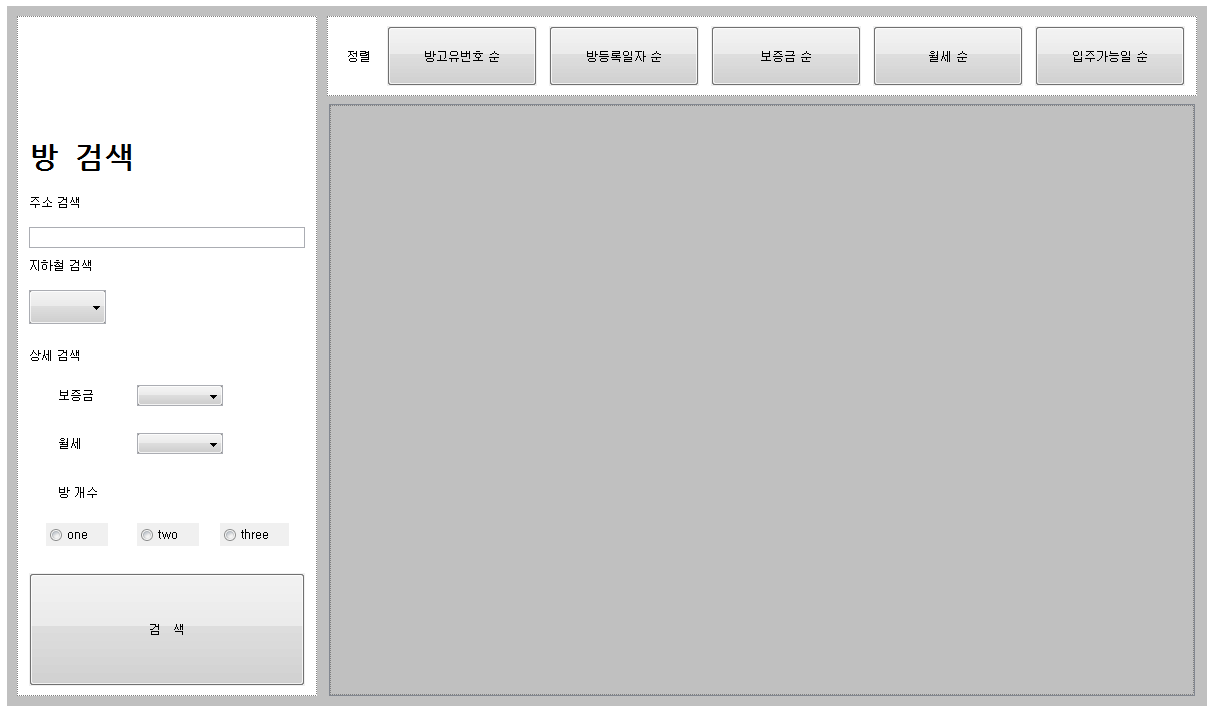 방 검색
주소 검색
지하철 검색
상세 검색
보증금
월세
방 개수
one two three
검 색
정렬 방고유번호 순 방등록일자 순 보증금 순 월세 순 입주가능일 순